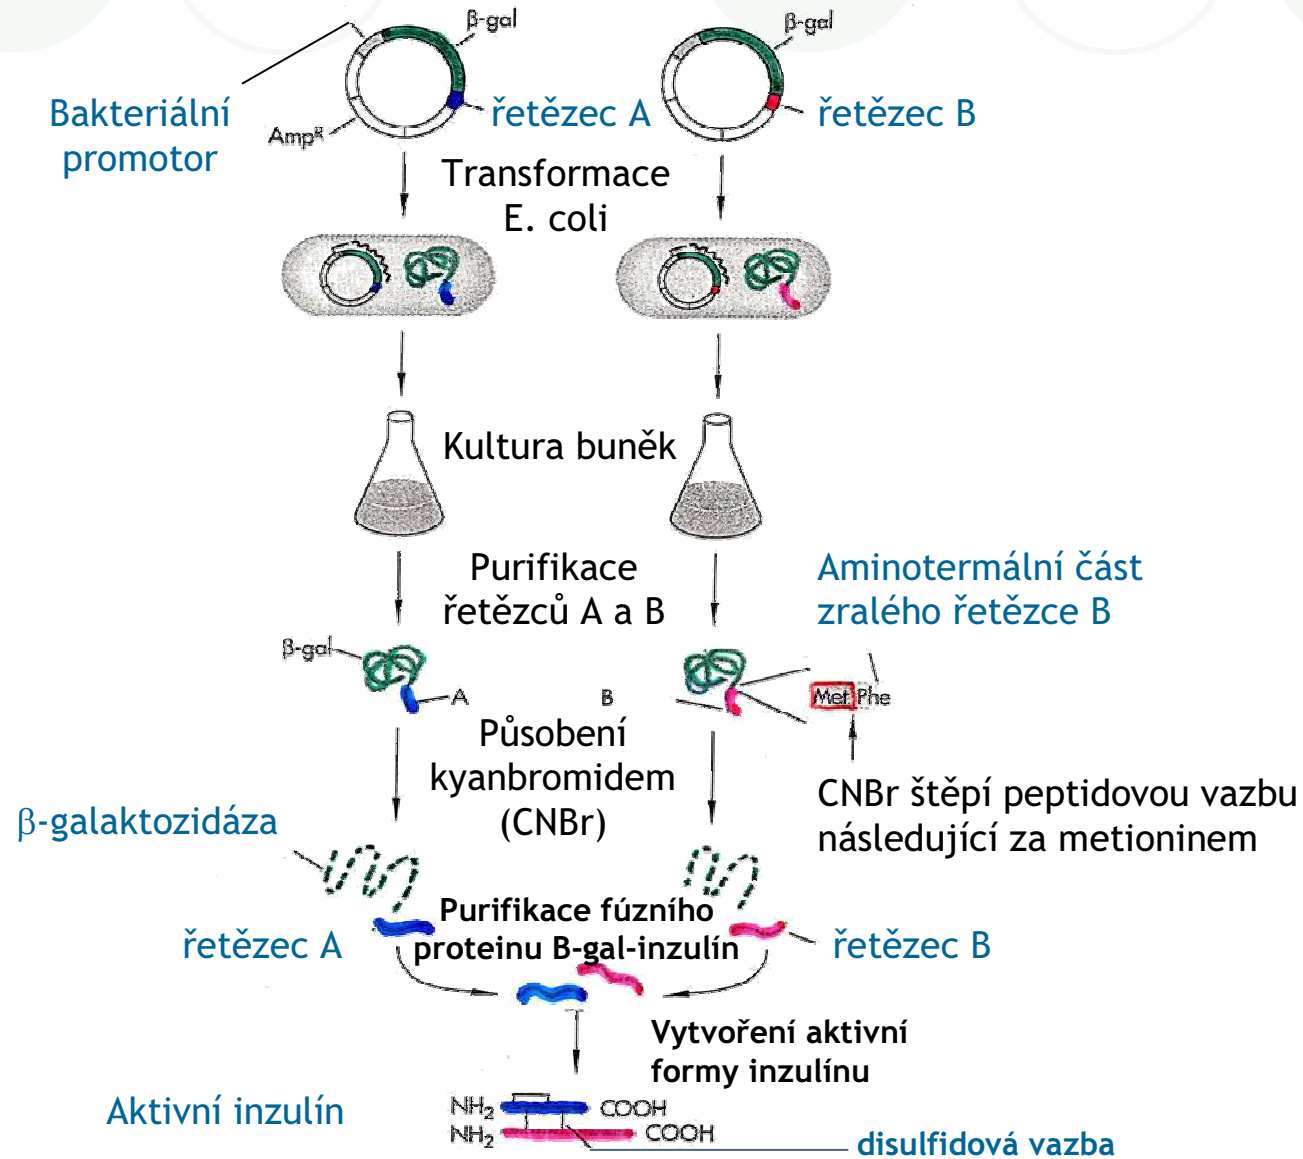 β-gal
β-gal
Bakteriální
promotor
Ampᴿ
řetězec A
řetězec B
Transformace
E. coli
Kultura buněk
Purifikace
řetězců A a B
Aminotermální část
zralého řetězce B
β-gal
A
B
Met Phe
Působení
kyanbromidem
(CNBr)
CNBr štěpí peptidovou vazbu
následující za metioninem
β-galaktozidáza
Purifikace fúzního
proteinu B-gal-inzulín
řetězec A
řetězec B
Vytvoření aktivní
formy inzulínu
Aktivní inzulín
NH₂ COOH
NH₂ COOH
disulfidová vazba